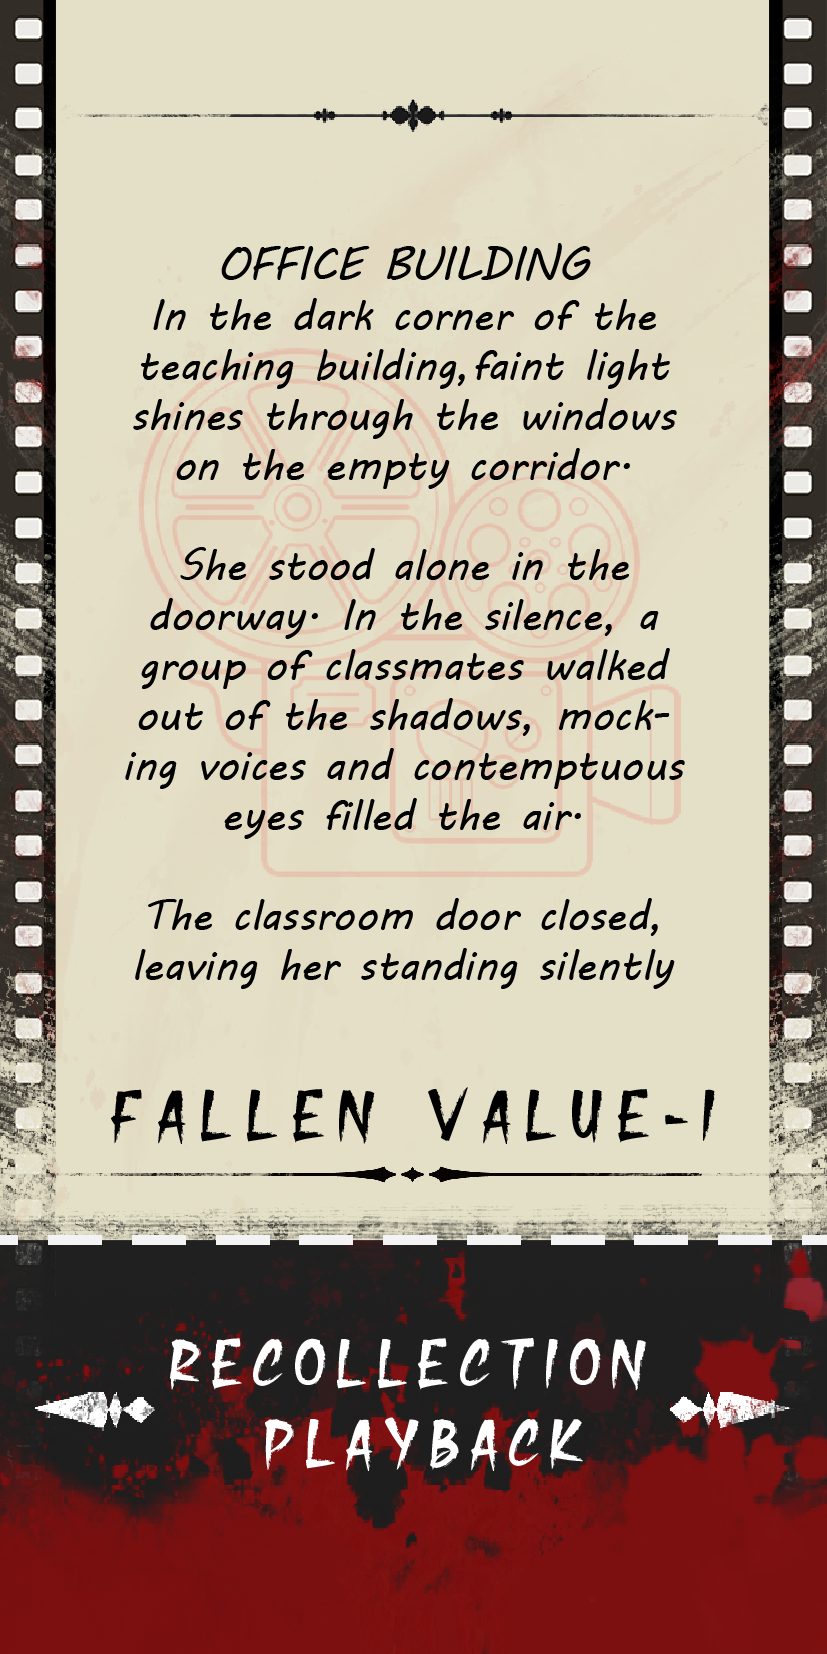 OFFICE BUILDING
In the dark corner of the
teaching building, faint light
shines through the windows
on the empty corridor.
She stood alone in the
doorway. In the silence, a
group of classmates walked
out of the shadows, mock-
ing voices and contemptuous
eyes filled the air.
The classroom door closed,
leaving her standing silently
FALLEN VALUE-1
RECOLLECTION
PLAYBACK